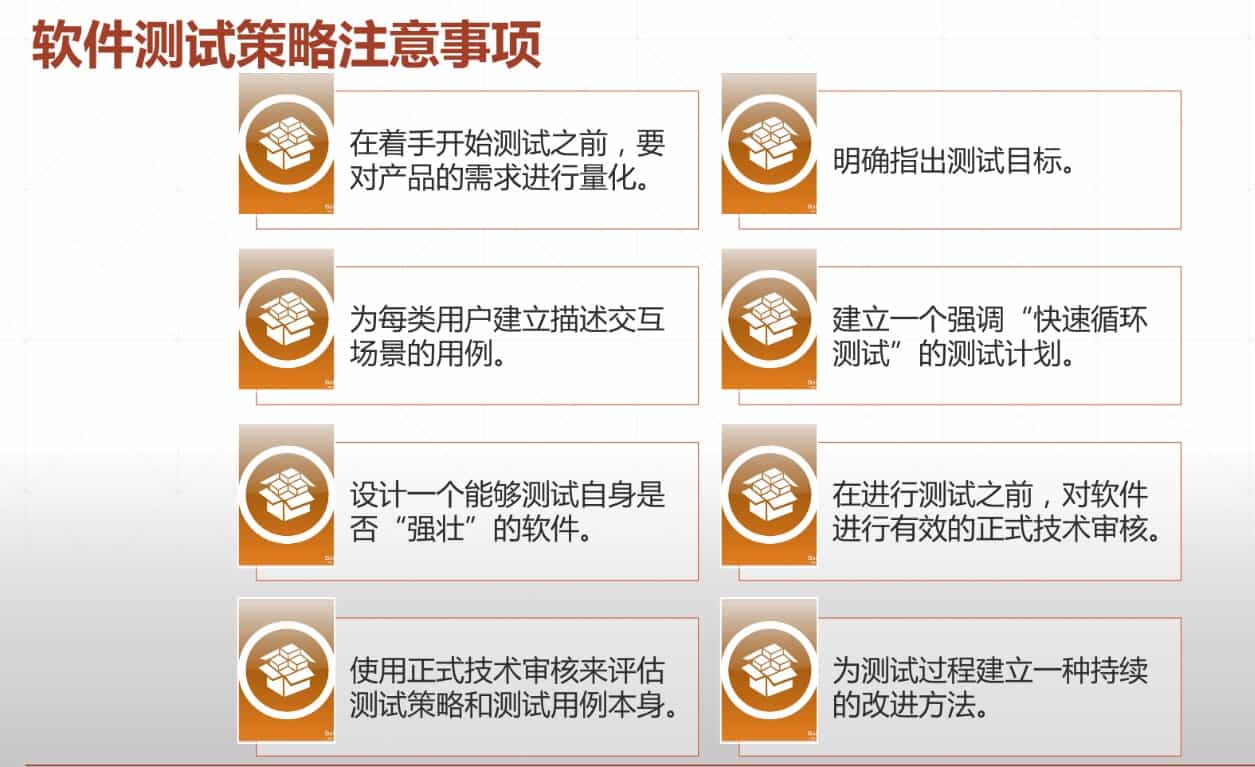 软件测试策略注意事项
在着手开始测试之前，要
对产品的需求进行量化。
明确指出测试目标。
为每类用户建立描述交互
场景的用例。
建立一个强调“快速循环
测试”的测试计划。
设计一个能够测试自身是
否“强壮”的软件。
在进行测试之前，对软件
进行有效的正式技术审核。
使用正式技术审核来评估
测试策略和测试用例本身。
为测试过程建立一种持续
的改进方法。